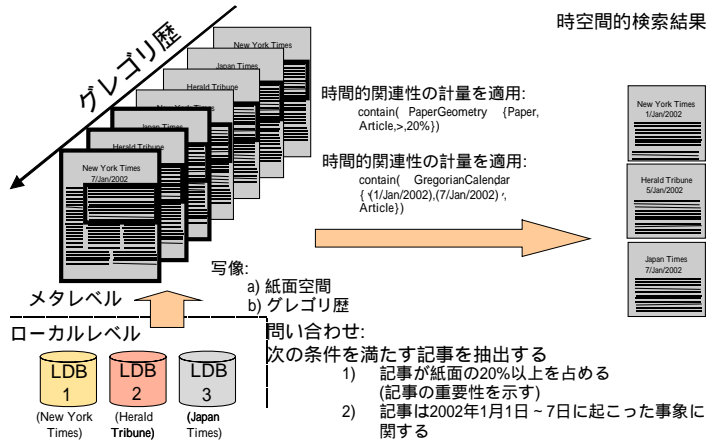 時空間的検索結果
グレゴリ歴
New York Times
Japan Times
Herald Tribune
Japan Times
Herald Tribune
New York Times
7/Jan/2002
時間的関連性の計量を適用:
contain( PaperGeometry {Paper,
Article,>,20%})
時間的関連性の計量を適用:
contain( GregorianCalendar
{ (1/Jan/2002),(7/Jan/2002) ,
Article})
New York Times
1/Jan/2002
Herald Tribune
5/Jan/2002
Japan Times
7/Jan/2002
写像:
a) 紙面空間
b) グレゴリ歴
メタレベル
ローカルレベル
LDB
1
(New York
Times)
LDB
2
(Herald
Tribune)
LDB
3
(Japan
Times)
問い合わせ:
次の条件を満たす記事を抽出する
1) 記事が紙面の20%以上を占める
(記事の重要性を示す)
2) 記事は2002年1月1日~7日に起こった事象に
関する